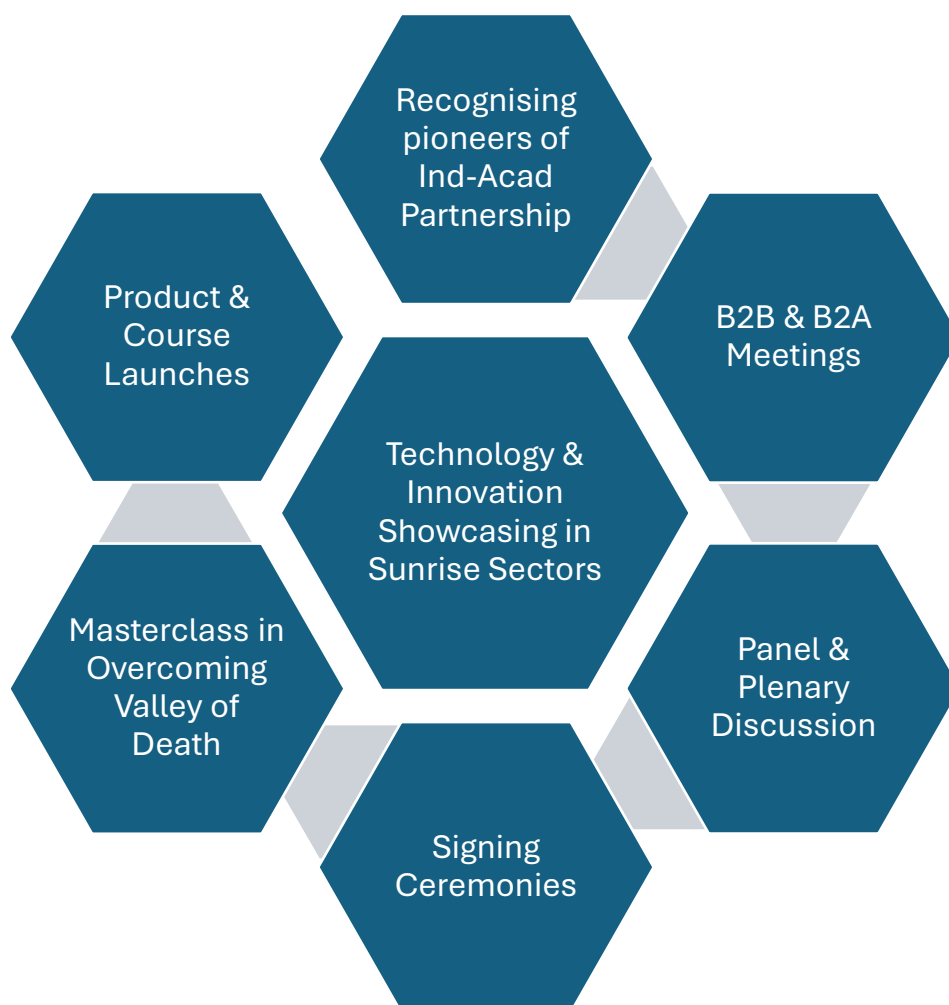 Recognising
pioneers of
Ind-Acad
Partnership
B2B & B2A
Meetings
Panel &
Plenary
Discussion
Signing
Ceremonies
Masterclass in
Overcoming
Valley of
Death
Product &
Course
Launches
Technology &
Innovation
Showcasing in
Sunrise Sectors